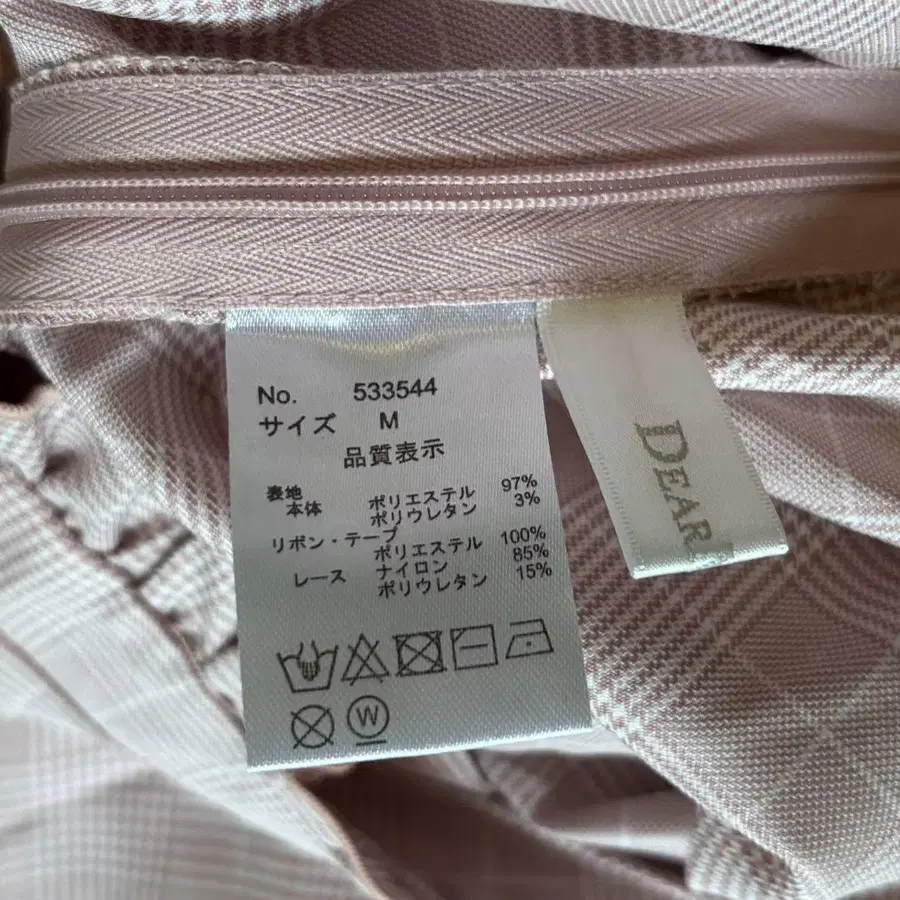 No. 533544
サイズ M
品質表示
表地
本体 ポリエステル 97%
ポリウレタン 3%
リボン・テープ
ポリエステル 100%
レース ナイロン 85%
ポリウレタン 15%
W
DEAR